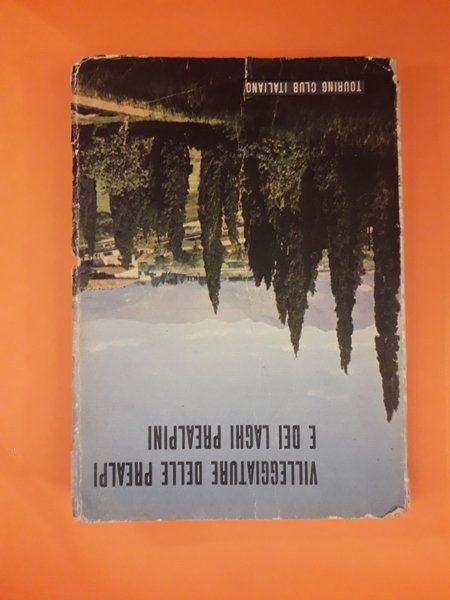 VILLEGGIATURE DELLE PREALPI
E DEI LAGHI PREALPINI
TOURING CLUB ITALIANO